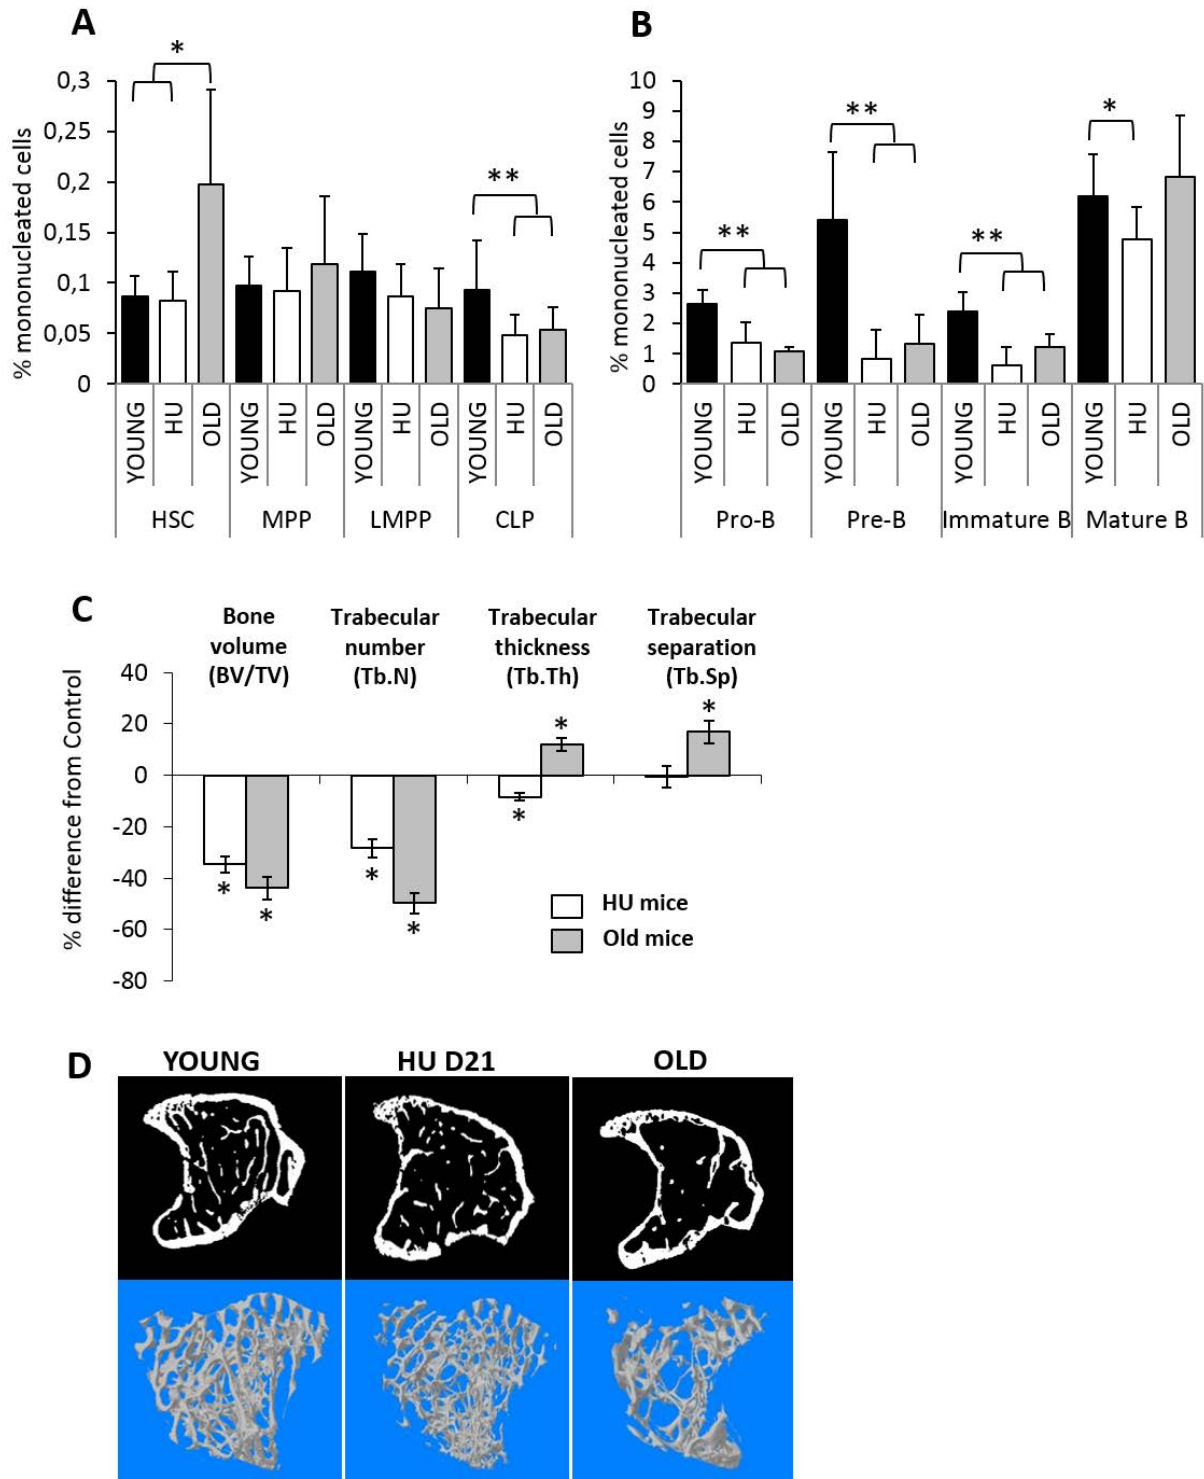 A
*
**
0,3
0,25
0,2
0,15
0,1
0,05
0
% mononucleated cells
YOUNG HU OLD YOUNG HU OLD YOUNG HU OLD YOUNG HU OLD
HSC MPP LMPP CLP
B
**
**
**
*
10
9
8
7
6
5
4
3
2
1
0
% mononucleated cells
YOUNG HU OLD YOUNG HU OLD YOUNG HU OLD YOUNG HU OLD
Pro-B Pre-B Immature B Mature B
C
Bone
volume
(BV/TV)
Trabecular
number
(Tb.N)
Trabecular
thickness
(Tb.Th)
Trabecular
separation
(Tb.Sp)
40
20
0
-20
-40
-60
-80
% difference from Control
*
*
*
*
*
*
*
HU mice
Old mice
D
YOUNG HU D21 OLD